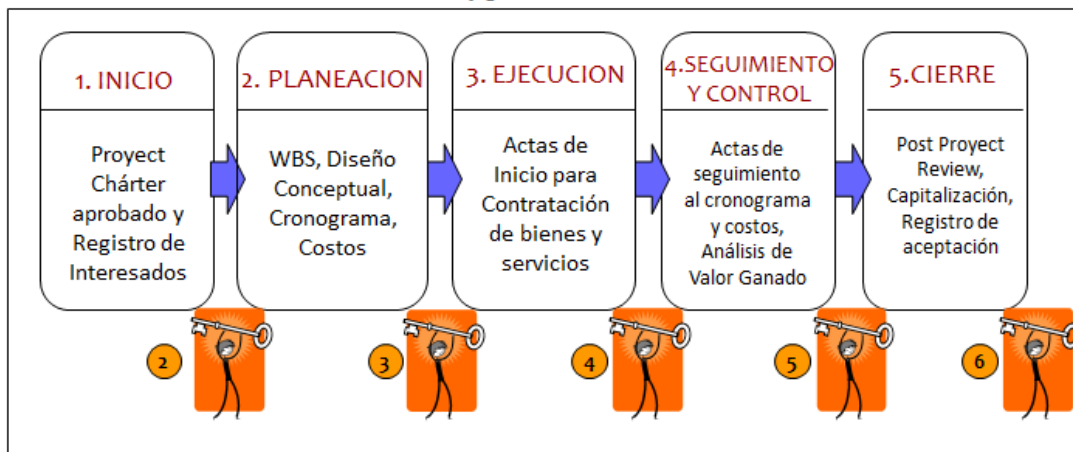 1. INICIO
Proyect
Chárter
aprobado y
Registro de
Interesados
2. PLANEACION
WBS, Diseño
Conceptual,
Cronograma,
Costos
3. EJECUCION
Actas de
Inicio para
Contratación
de bienes y
servicios
4.SEGUIMIENTO
Y CONTROL
Actas de
seguimiento
al cronograma
y costos,
Análisis de
Valor Ganado
5.CIERRE
Post Proyect
Review,
Capitalización,
Registro de
aceptación
2
3
4
5
6